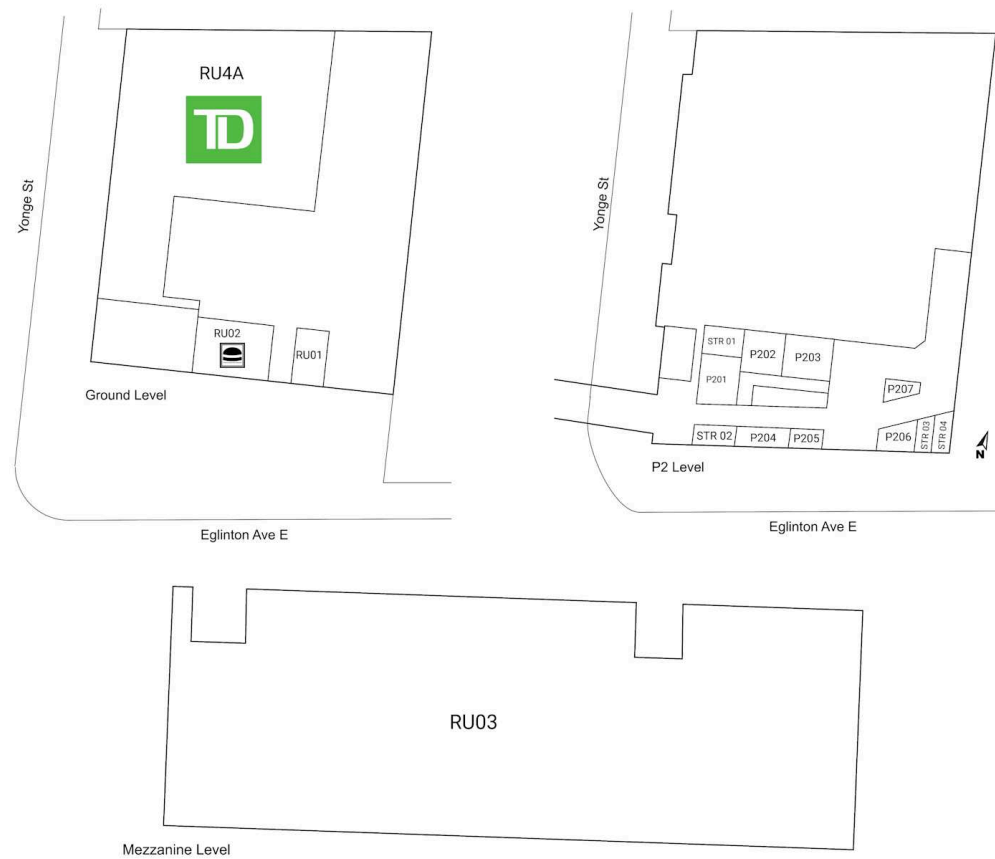 RU4A
TD
Yonge St
RU02
RU01
Ground Level
Eglinton Ave E
Yonge St
STR 01
P202
P203
P201
P207
STR 02
P204
P205
P206
STR 03
STR 04
P2 Level
N
Eglinton Ave E
RU03
Mezzanine Level